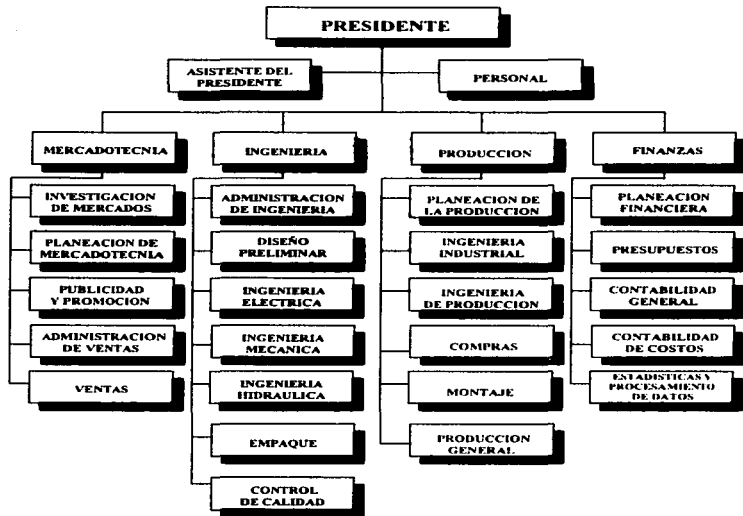 PRESIDENTE
ASISTENTE DEL
PRESIDENTE
PERSONAL
MERCADOTECNIA
INVESTIGACION
DE MERCADOS
PLANEACION DE
MERCADOTECNIA
PUBLICIDAD
Y PROMOCION
ADMINISTRACION
DE VENTAS
VENTAS
INGENIERIA
ADMINISTRACION
DE INGENIERIA
DISEÑO
PRELIMINAR
INGENIERIA
ELECTRICA
INGENIERIA
MECANICA
INGENIERIA
HIDRAULICA
EMPAQUE
CONTROL
DE CALIDAD
PRODUCCION
PLANEACION DE
LA PRODUCCION
INGENIERIA
INDUSTRIAL
INGENIERIA
DE PRODUCCION
COMPRAS
MONTAJE
PRODUCCION
GENERAL
FINANZAS
PLANEACION
FINANCIERA
PRESUPUESTOS
CONTABILIDAD
GENERAL
CONTABILIDAD
DE COSTOS
ESTADISTICAS Y
PROCESAMIENTO
DE DATOS